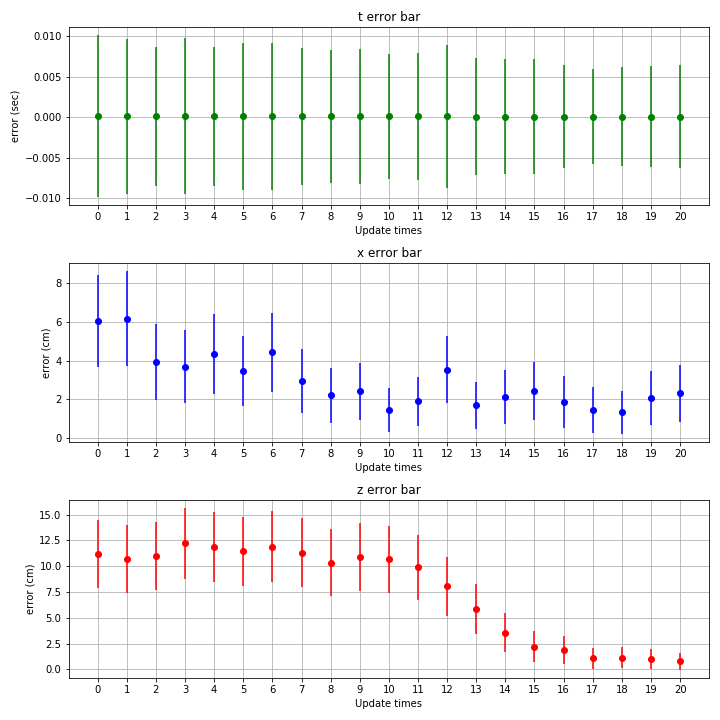 t error bar
0.010
0.005
0.000
−0.005
−0.010
error (sec)
0 1 2 3 4 5 6 7 8 9 10 11 12 13 14 15 16 17 18 19 20
Update times
x error bar
8
6
4
2
0
error (cm)
0 1 2 3 4 5 6 7 8 9 10 11 12 13 14 15 16 17 18 19 20
Update times
z error bar
15.0
12.5
10.0
7.5
5.0
2.5
0.0
error (cm)
0 1 2 3 4 5 6 7 8 9 10 11 12 13 14 15 16 17 18 19 20
Update times